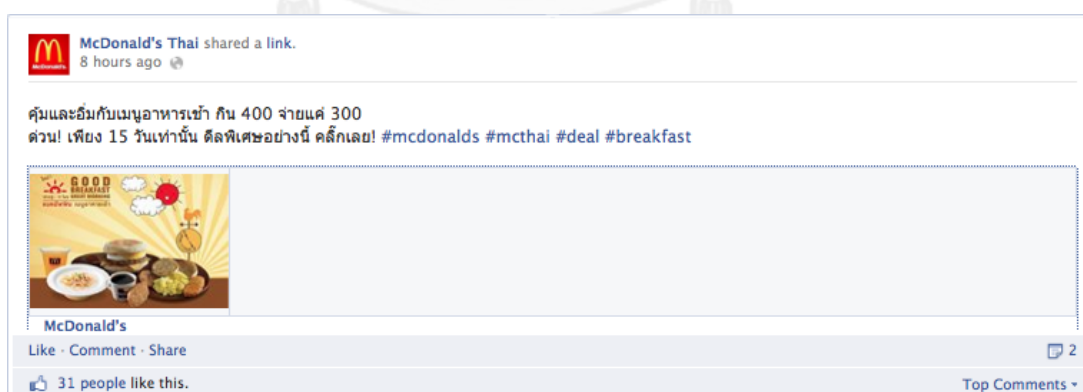 McDonald's Thai shared a link.
8 hours ago
คุ้มและอิ่มกับเมนูอาหารเช้า กิน 400 จ่ายแค่ 300
ด่วน! เพียง 15 วันเท่านั้น ดีลพิเศษอย่างนี้ คลิ๊กเลย! #mcdonalds #mcthai #deal #breakfast
GOOD
BREAKFAST
McDonald's
Like · Comment · Share
2
31 people like this.
Top Comments